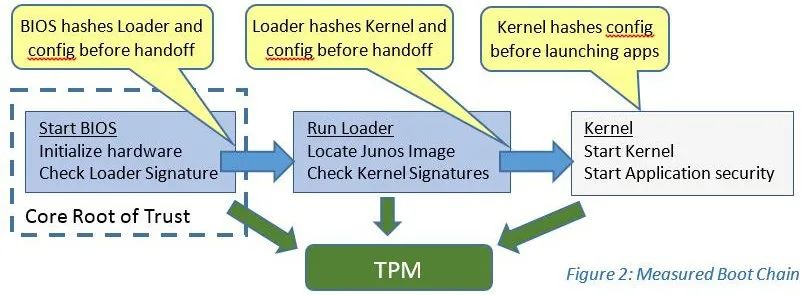 BIOS hashes Loader and
config before handoff
Loader hashes Kernel and
config before handoff
Kernel hashes config
before launching apps
Start BIOS
Initialize hardware
Check Loader Signature
Run Loader
Locate Junos Image
Check Kernel Signatures
Kernel
Start Kernel
Start Application security
Core Root of Trust
TPM
Figure 2: Measured Boot Chain